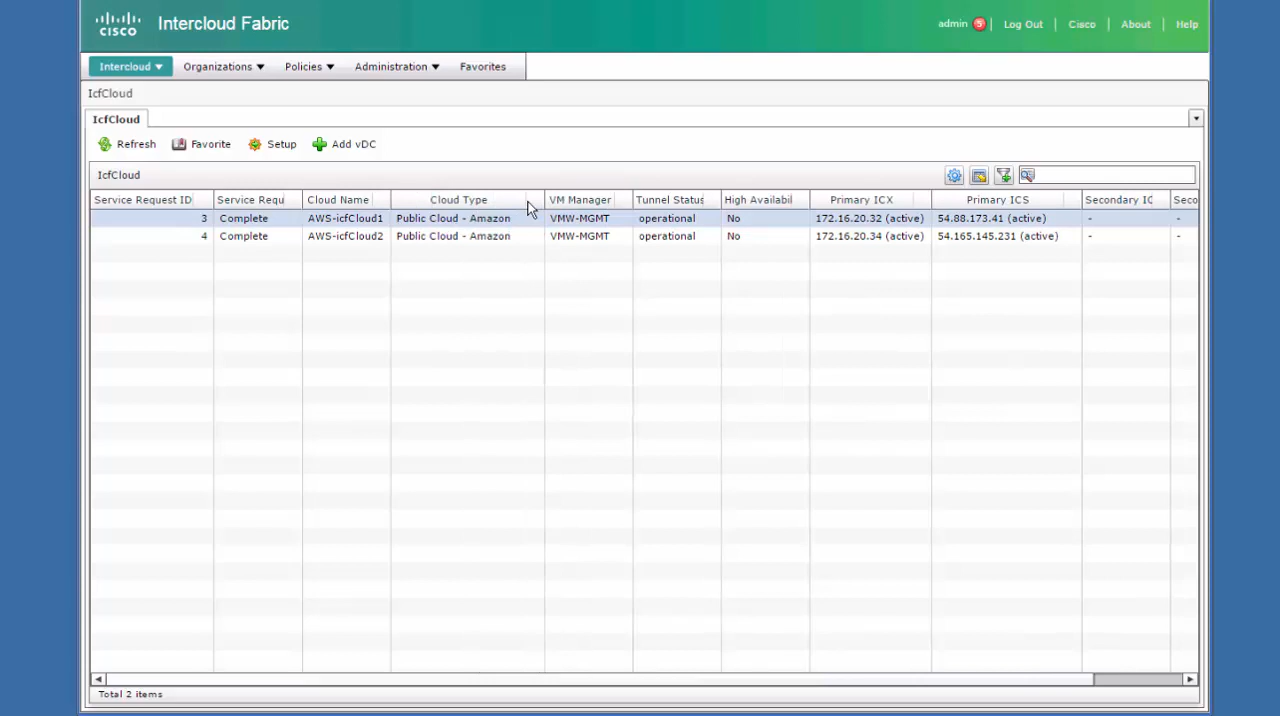 CISCO Intercloud Fabric admin 5 | Log Out | Cisco | About | Help
Intercloud Organizations Policies Administration Favorites
IcfCloud
IcfCloud
Refresh Favorite Setup Add vDC
IcfCloud
Service Request ID Service Requ Cloud Name Cloud Type VM Manager Tunnel Status High Availabil Primary ICX Primary ICS Secondary IC Seco
3 Complete AWS-icfCloud1 Public Cloud - Amazon VMW-MGMT operational No 172.16.20.32 (active) 54.88.173.41 (active) - -
4 Complete AWS-icfCloud2 Public Cloud - Amazon VMW-MGMT operational No 172.16.20.34 (active) 54.165.145.231 (active) - -
Total 2 items